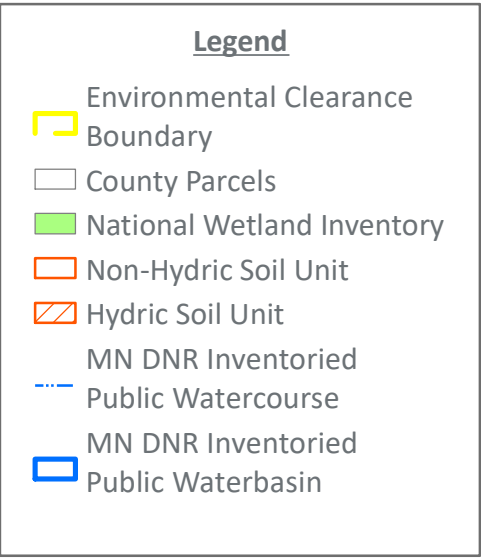 Legend
Environmental Clearance
Boundary
County Parcels
National Wetland Inventory
Non-Hydric Soil Unit
Hydric Soil Unit
MN DNR Inventoried
Public Watercourse
MN DNR Inventoried
Public Waterbasin